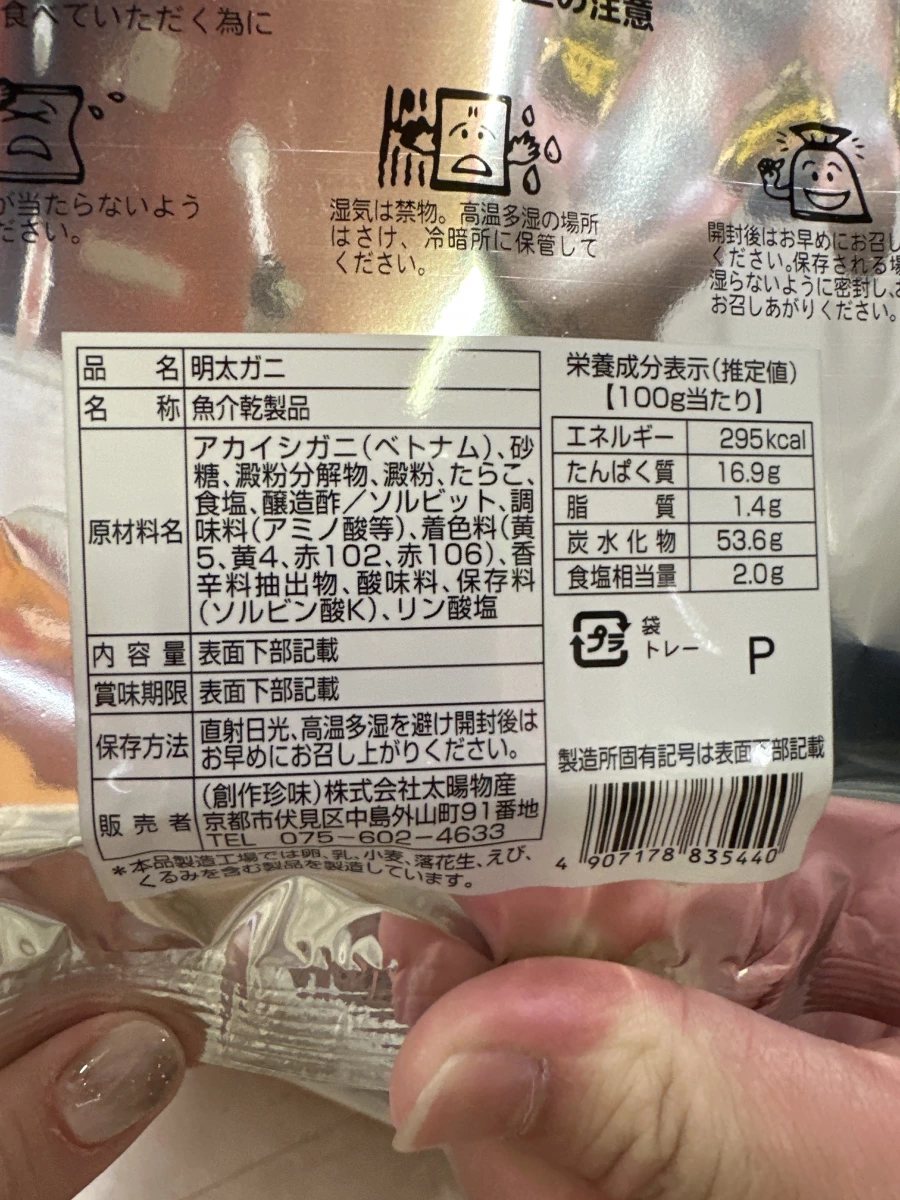 食べていただく為に
の注意
が当たらないよう
ださい。
湿気は禁物。高温多湿の場所
はさけ、冷暗所に保管して
ください。
開封後はお早めにお召し
ください。保存される場
湿らないように密封し、お
お召しあがりください。
品名 明太ガニ
名称 魚介乾製品
原材料名 アカイシガニ(ベトナム)、砂
糖、澱粉分解物、澱粉、たらこ、
食塩、醸造酢/ソルビット、調
味料(アミノ酸等)、着色料(黄
5、黄4、赤102、赤106)、香
辛料抽出物、酸味料、保存料
(ソルビン酸K)、リン酸塩
内容量 表面下部記載
賞味期限 表面下部記載
保存方法 直射日光、高温多湿を避け開封後は
お早めにお召し上がりください。
販売者 (創作珍味)株式会社太陽物産
京都市伏見区中島外山町91番地
TEL 075-602-4633
*本品製造工場では卵、乳、小麦、落花生、えび、
くるみを含む製品を製造しています。
栄養成分表示(推定値)
【100g当たり】
エネルギー 295kcal
たんぱく質 16.9g
脂質 1.4g
炭水化物 53.6g
食塩相当量 2.0g
プラ 袋
トレー
P
製造所固有記号は表面下部記載
4 907178 835440